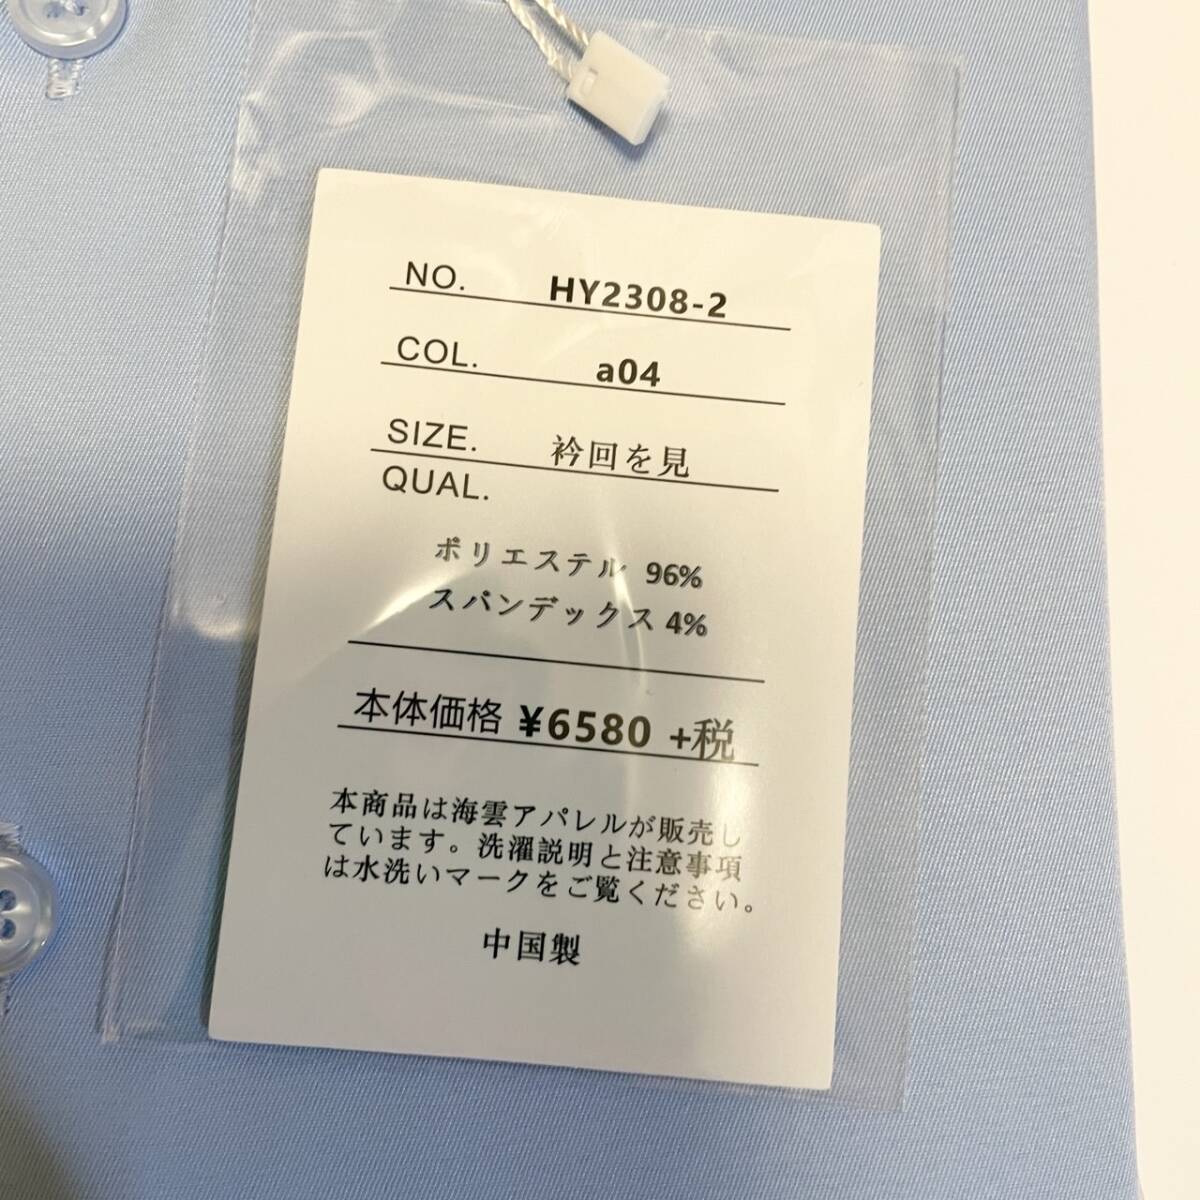 NO. HY2308-2
COL. a04
SIZE. 衿回を見
QUAL.
ポリエステル 96%
スパンデックス 4%
本体価格 ¥6580 +税
本商品は海雲アパレルが販売し
ています。洗濯説明と注意事項
は水洗いマークをご覧ください。
中国製